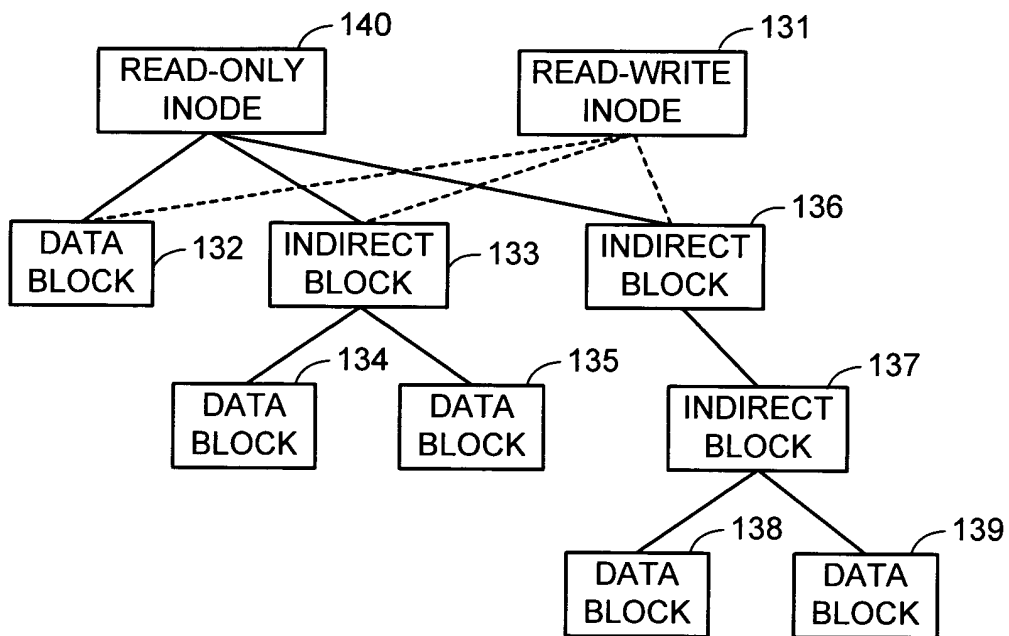 140
READ-ONLY
INODE
131
READ-WRITE
INODE
DATA
BLOCK
132
INDIRECT
BLOCK
133
136
INDIRECT
BLOCK
134
DATA
BLOCK
135
DATA
BLOCK
137
INDIRECT
BLOCK
138
DATA
BLOCK
139
DATA
BLOCK